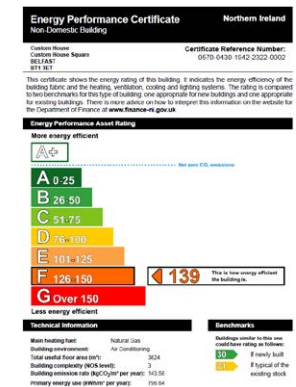 Energy Performance Certificate
Northern Ireland
Non-Domestic Building
Custom House
Custom House Square
BELFAST
BT1 3ET
Certificate Reference Number:
0570-0430-1942-2322-0002
This certificate shows the energy rating of this building. It indicates the energy efficiency of the
building fabric and the heating, ventilation, cooling and lighting systems. The rating is compared
to two benchmarks for this type of building: one appropriate for new buildings and one appropriate
for existing buildings. There is more advice on how to interpret this information on the website for
the Department of Finance at www.finance-ni.gov.uk
Energy Performance Asset Rating
More energy efficient
A+
Net zero CO₂ emissions
A 0-25
B 26-50
C 51-75
D 76-100
E 101-125
F 126-150
139
This is how energy efficient
the building is.
G Over 150
Less energy efficient
Technical Information
Main heating fuel: Natural Gas
Building environment: Air Conditioning
Total useful floor area (m²): 3624
Building complexity (NOS level): 3
Building emission rate (kgCO₂/m² per year): 143.56
Primary energy use (kWh/m² per year): 796.64
Benchmarks
Buildings similar to this one
could have rating as follows:
30 If newly built
If typical of the
existing stock